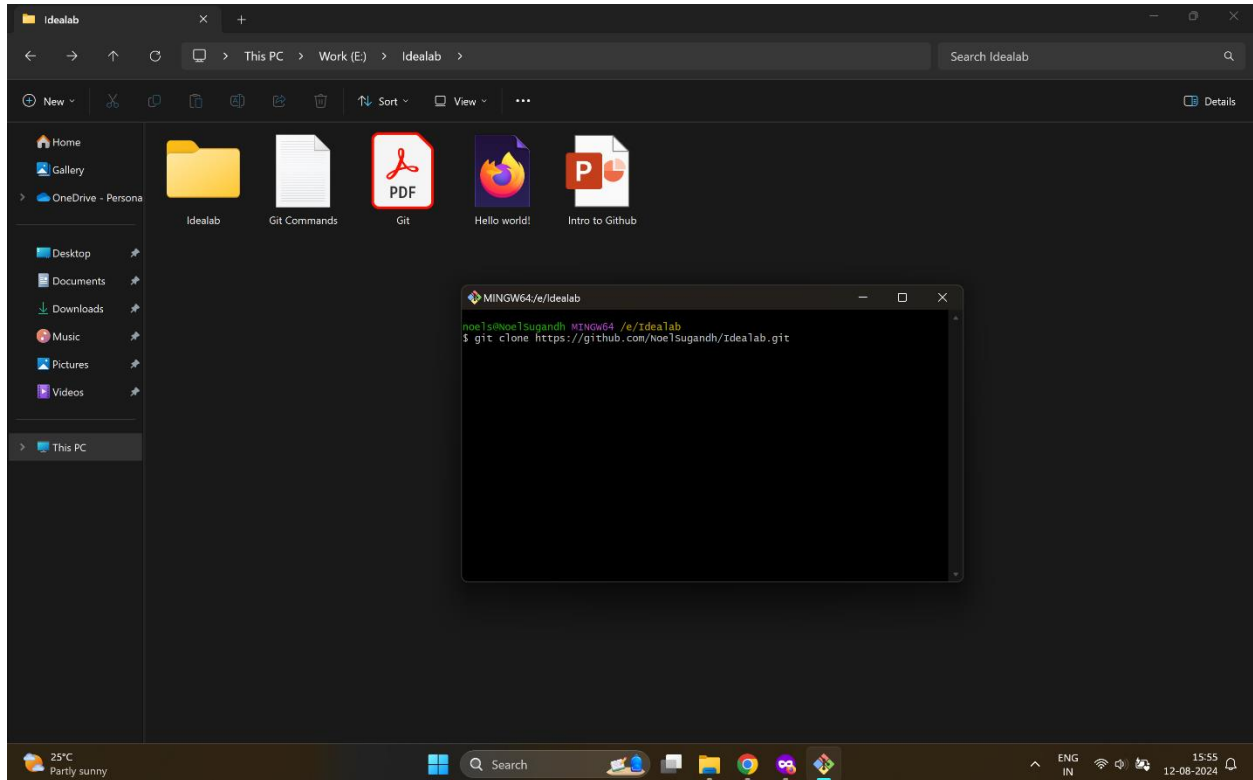 Idealab
This PC > Work (E:) > Idealab >
Search Idealab
New
Sort
View
Details
Home
Gallery
OneDrive - Persona
Desktop
Documents
Downloads
Music
Pictures
Videos
This PC
Idealab
Git Commands
PDF
Git
Hello world!
P
Intro to Github
MINGW64:/e/Idealab
noels@NoelSugandh MINGW64 /e/Idealab
$ git clone https://github.com/NoelSugandh/Idealab.git
25°C
Partly sunny
Search
ENG
IN
15:55
12-08-2024